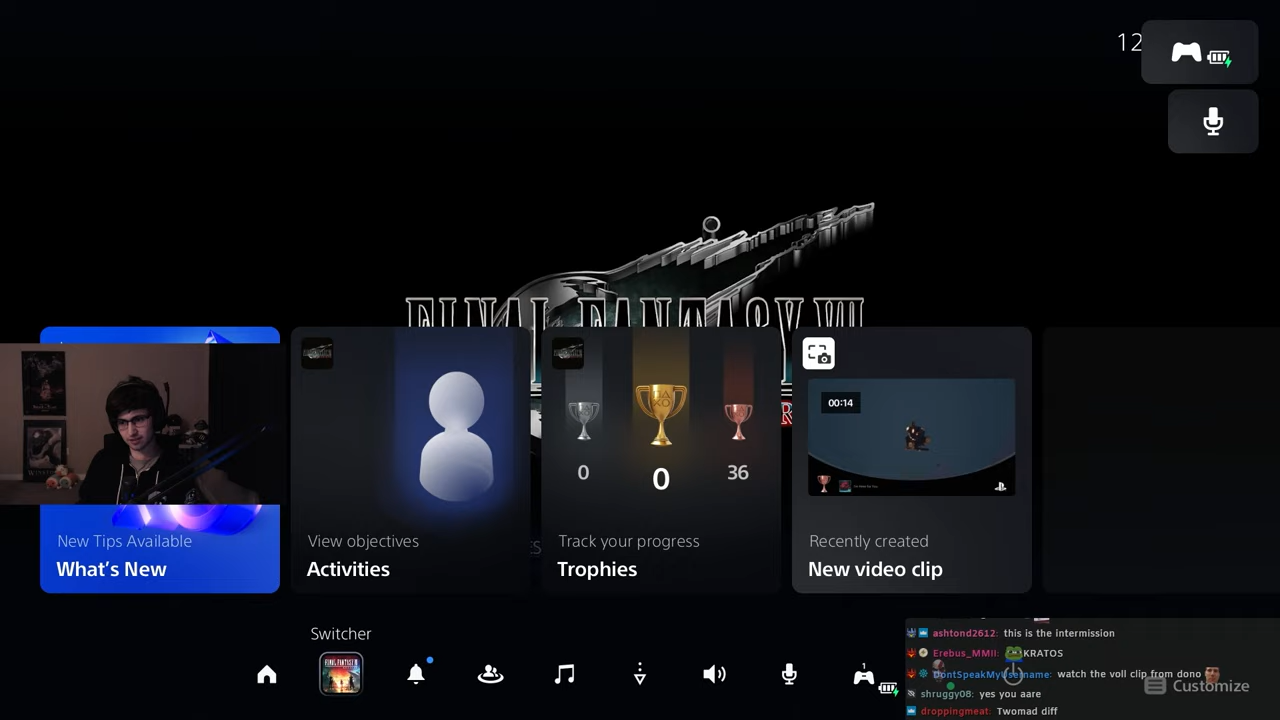 12
FINAL FANTASY VII
00:14
0
0
36
New Tips Available
What's New
View objectives
Activities
Track your progress
Trophies
Recently created
New video clip
Switcher
1
ashtond2612: this is the intermission
Erebus_MMII: KRATOS
DontSpeakMyUsername: watch the voll clip from dono
shruggy08: yes you aare
droppingmeat: Twomad diff
Customize